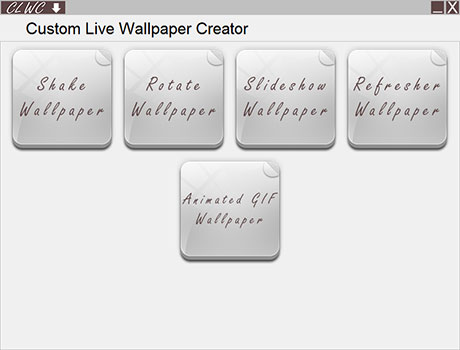 CLWC
Custom Live Wallpaper Creator
Shake
Wallpaper
Rotate
Wallpaper
Slideshow
Wallpaper
Refresher
Wallpaper
Animated GIF
Wallpaper